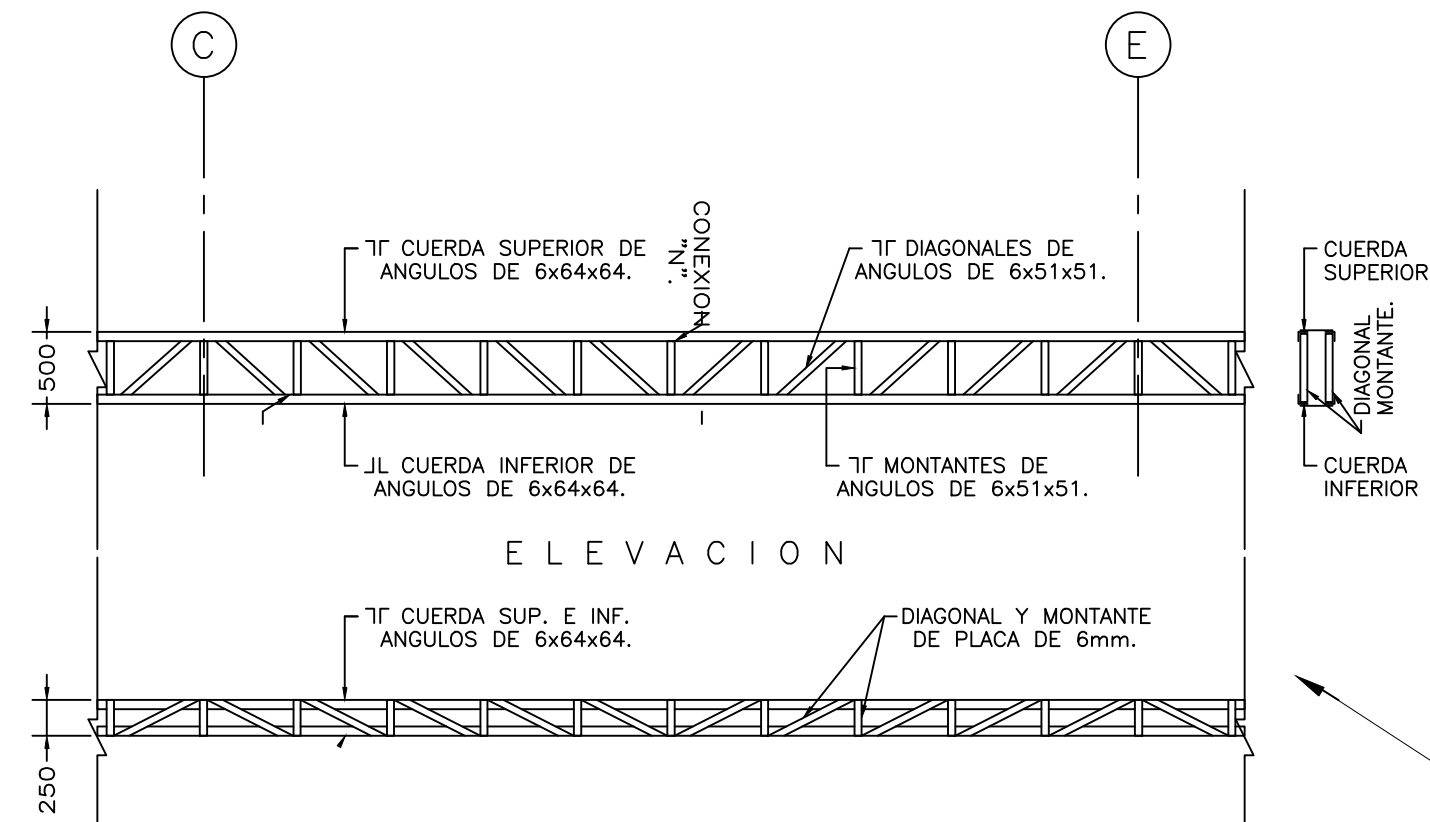 C
E
CONEXION
"N".
CUERDA SUPERIOR DE
ANGULOS DE 6x64x64.
DIAGONALES DE
ANGULOS DE 6x51x51.
CUERDA
SUPERIOR
500
DIAGONAL
MONTANTE.
CUERDA INFERIOR DE
ANGULOS DE 6x64x64.
MONTANTES DE
ANGULOS DE 6x51x51.
CUERDA
INFERIOR
ELEVACION
CUERDA SUP. E INF.
ANGULOS DE 6x64x64.
DIAGONAL Y MONTANTE
DE PLACA DE 6mm.
250